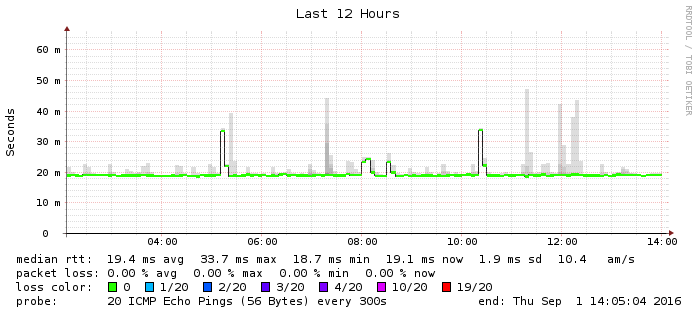 Last 12 Hours
RRDTOOL / TOBI OETIKER
Seconds
60 m
50 m
40 m
30 m
20 m
10 m
0
04:00 06:00 08:00 10:00 12:00 14:00
median rtt: 19.4 ms avg 33.7 ms max 18.7 ms min 19.1 ms now 1.9 ms sd 10.4 am/s
packet loss: 0.00 % avg 0.00 % max 0.00 % min 0.00 % now
loss color: 0 1/20 2/20 3/20 4/20 10/20 19/20
probe: 20 ICMP Echo Pings (56 Bytes) every 300s end: Thu Sep 1 14:05:04 2016